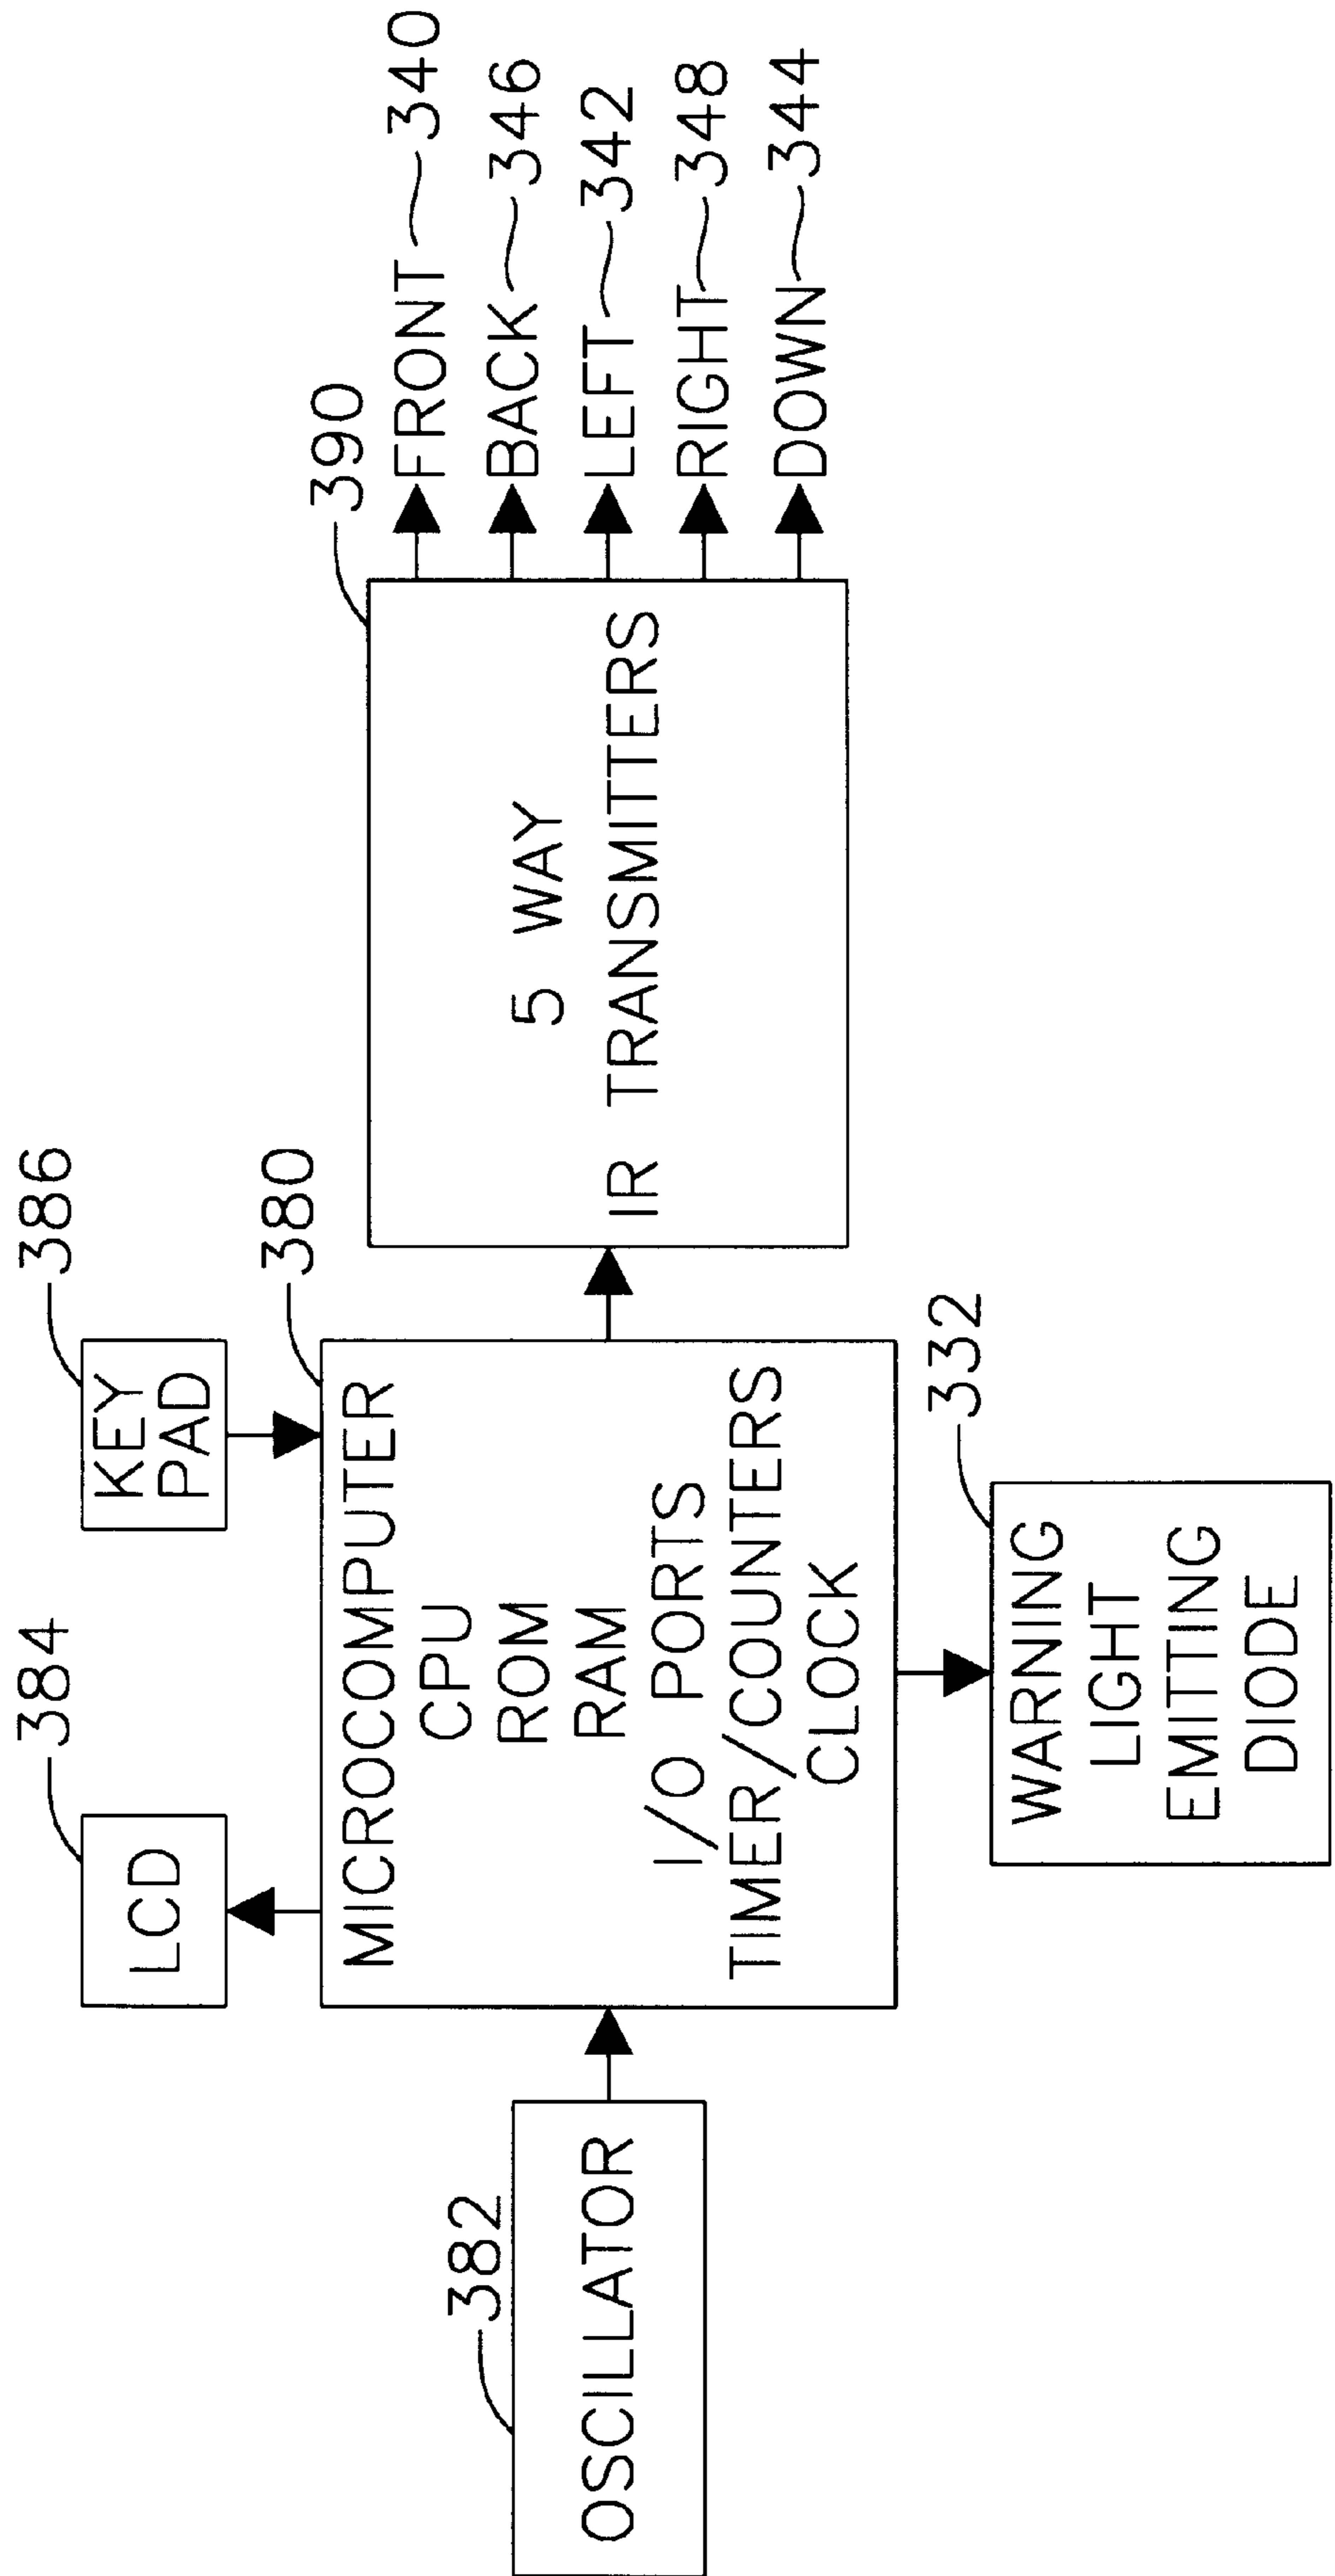 386
384
KEY
PAD
LCD
380
382
OSCILLATOR
MICROCOMPUTER
CPU
ROM
RAM
I/O PORTS
TIMER/COUNTERS
CLOCK
390
5 WAY
IR TRANSMITTERS
FRONT 340
BACK 346
LEFT 342
RIGHT 348
DOWN 344
332
WARNING
LIGHT
EMITTING
DIODE